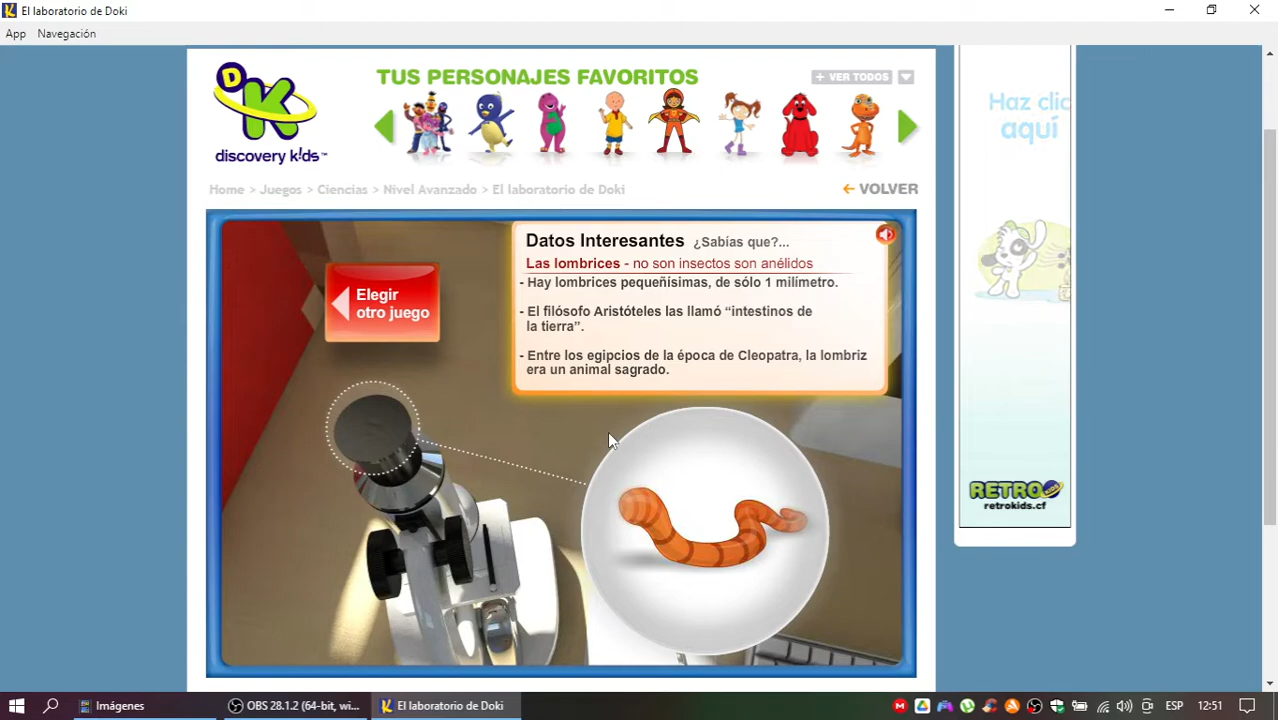 El laboratorio de Doki
App Navegación
D
K
discovery kids™
TUS PERSONAJES FAVORITOS
+ VER TODOS
Home > Juegos > Ciencias > Nivel Avanzado > El laboratorio de Doki
VOLVER
Haz clic
aquí
Elegir
otro juego
Datos Interesantes ¿Sabías que?...
Las lombrices - no son insectos son anélidos
- Hay lombrices pequeñísimas, de sólo 1 milímetro.
- El filósofo Aristóteles las llamó “intestinos de
la tierra”.
- Entre los egipcios de la época de Cleopatra, la lombriz
era un animal sagrado.
RETRO
retrokids.cf
Imágenes
OBS 28.1.2 (64-bit, wi...
El laboratorio de Doki
ESP
12:51